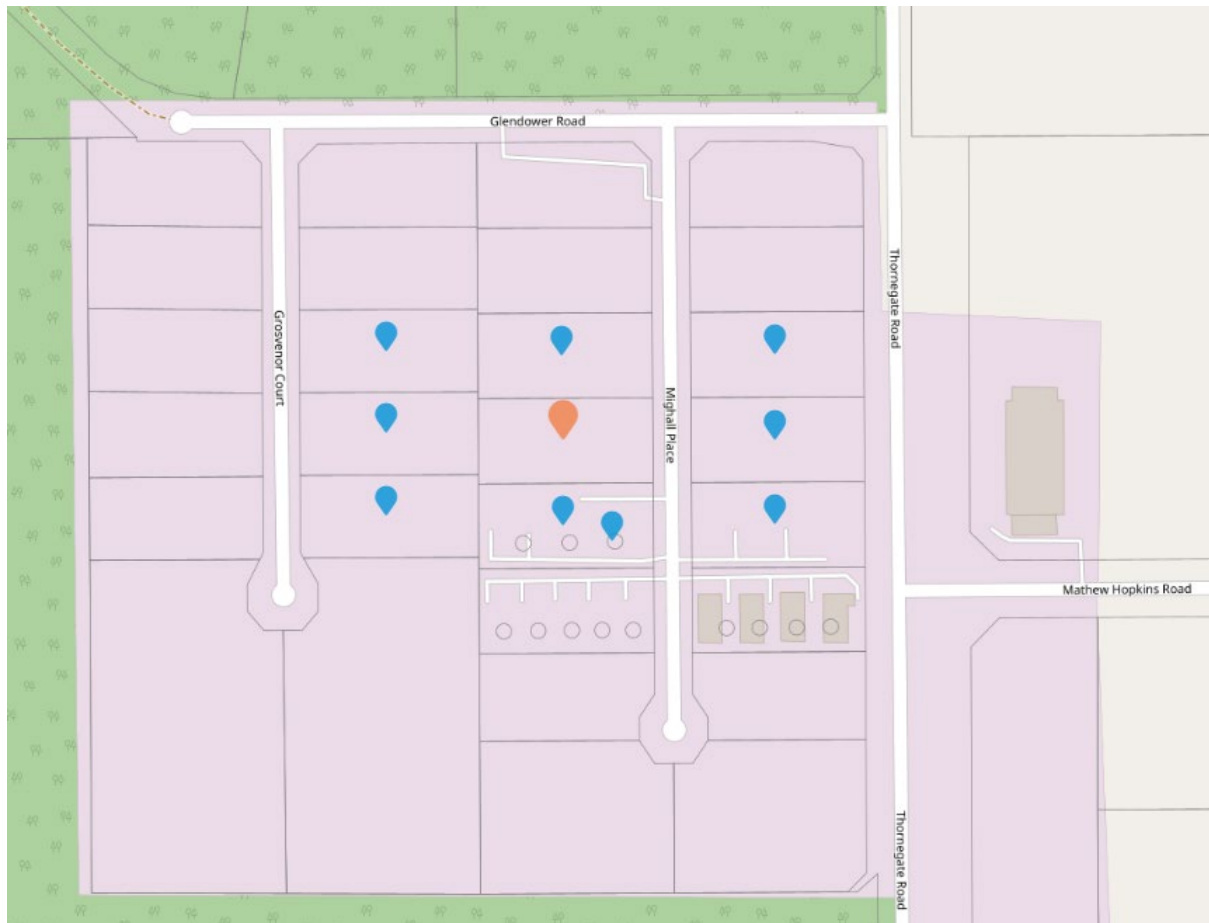 Glendower Road
Thornegate Road
Grosvenor Court
Mighall Place
Mathew Hopkins Road
Thornegate Road